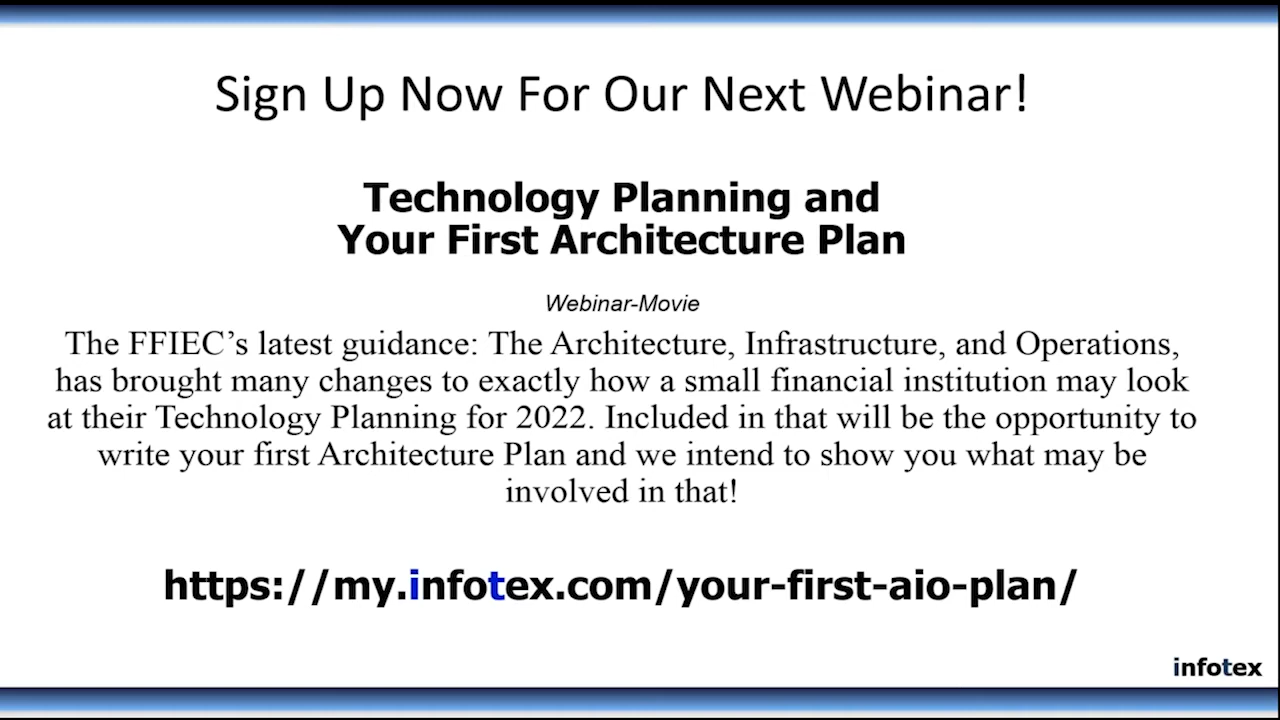 Sign Up Now For Our Next Webinar!
Technology Planning and
Your First Architecture Plan
Webinar-Movie
The FFIEC’s latest guidance: The Architecture, Infrastructure, and Operations,
has brought many changes to exactly how a small financial institution may look
at their Technology Planning for 2022. Included in that will be the opportunity to
write your first Architecture Plan and we intend to show you what may be
involved in that!
https://my.infotex.com/your-first-aio-plan/
infotex